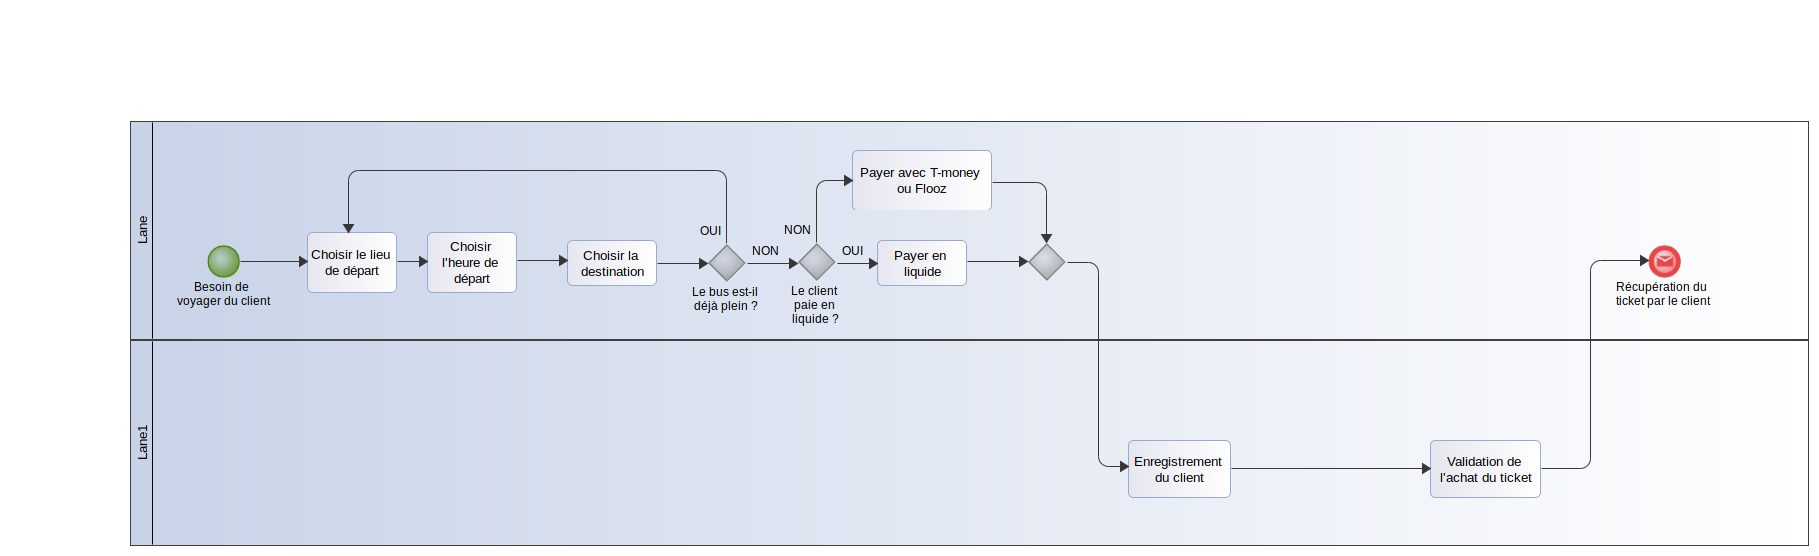 Lane
Besoin de
voyager du client
Choisir le lieu
de départ
Choisir
l'heure de
départ
Choisir la
destination
OUI
Le bus est-il
déjà plein ?
NON
NON
Le client
paie en
liquide ?
OUI
Payer avec T-money
ou Flooz
Payer en
liquide
Récupération du
ticket par le client
Lane1
Enregistrement
du client
Validation de
l'achat du ticket